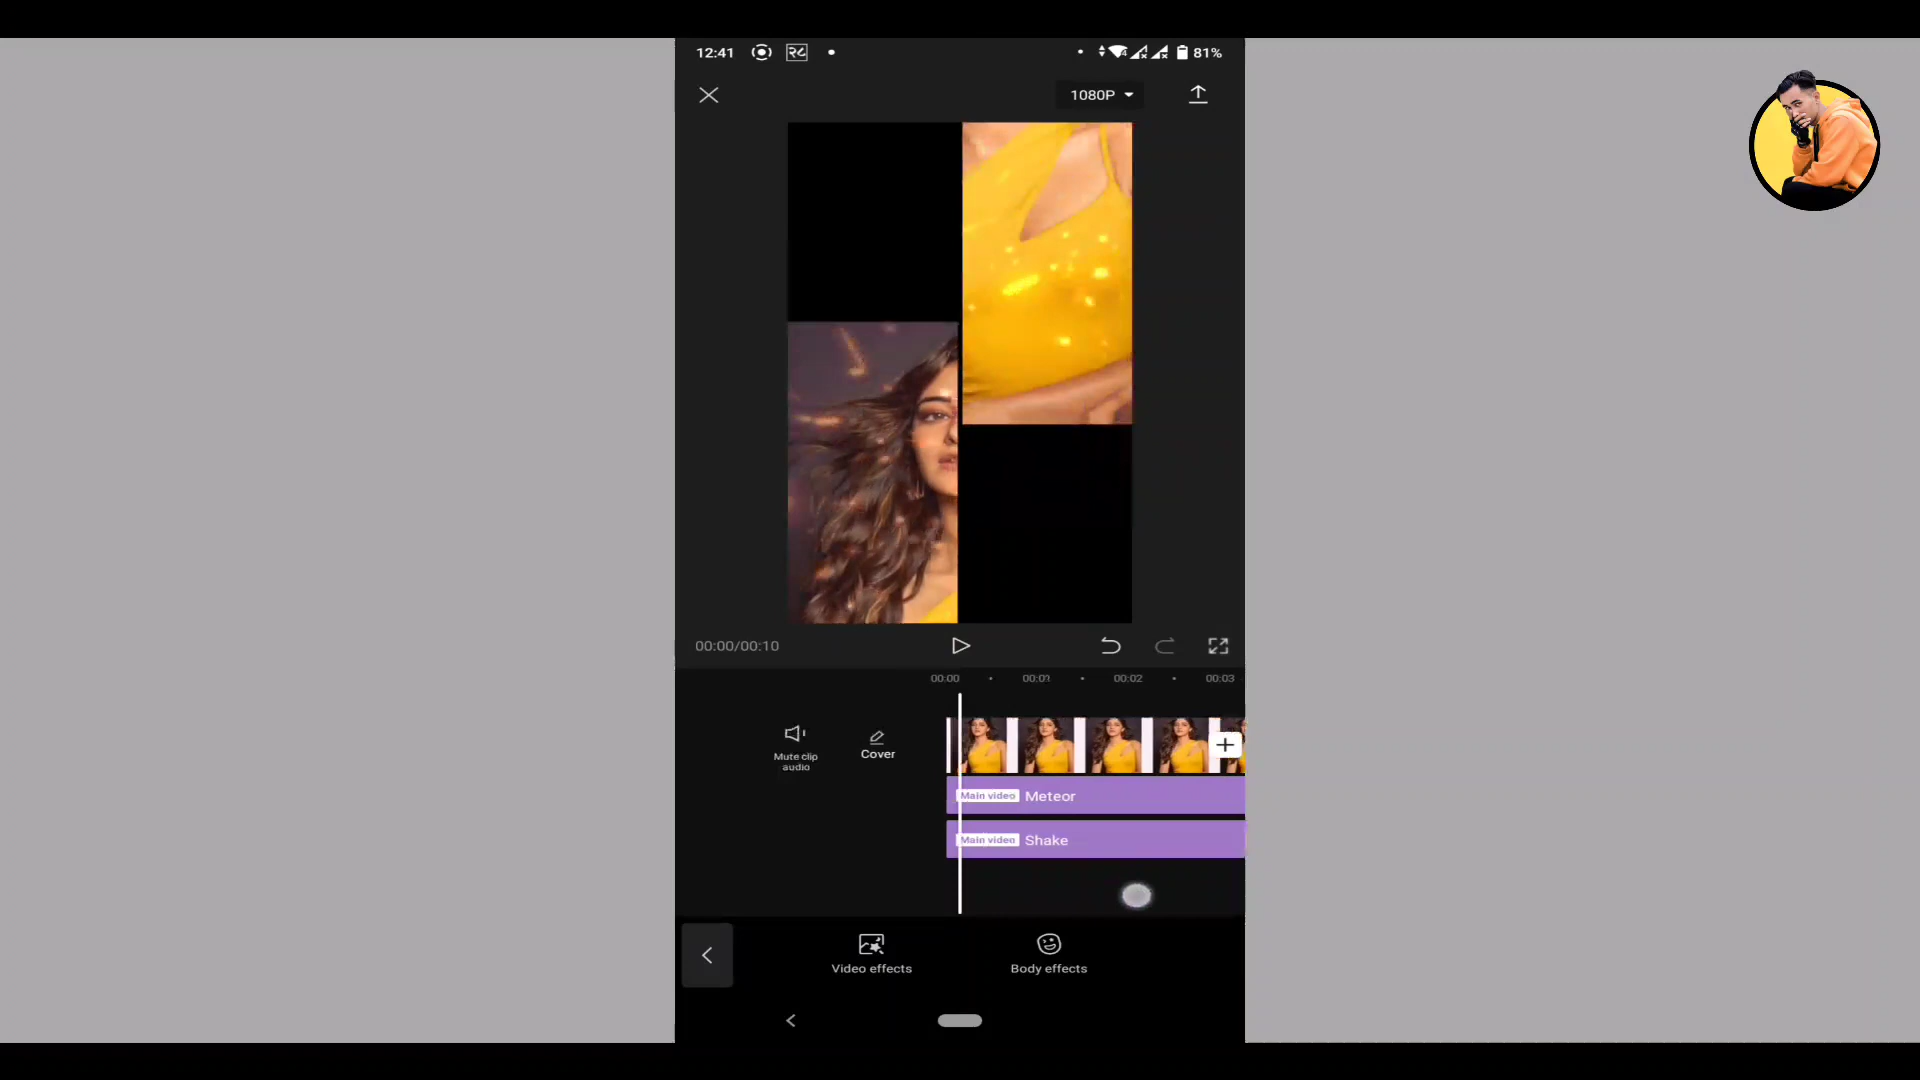 12:41
81%
1080P
00:00/00:10
00:00 00:01 00:02 00:03
Mute clip
audio
Cover
Main video Meteor
Main video Shake
Video effects
Body effects